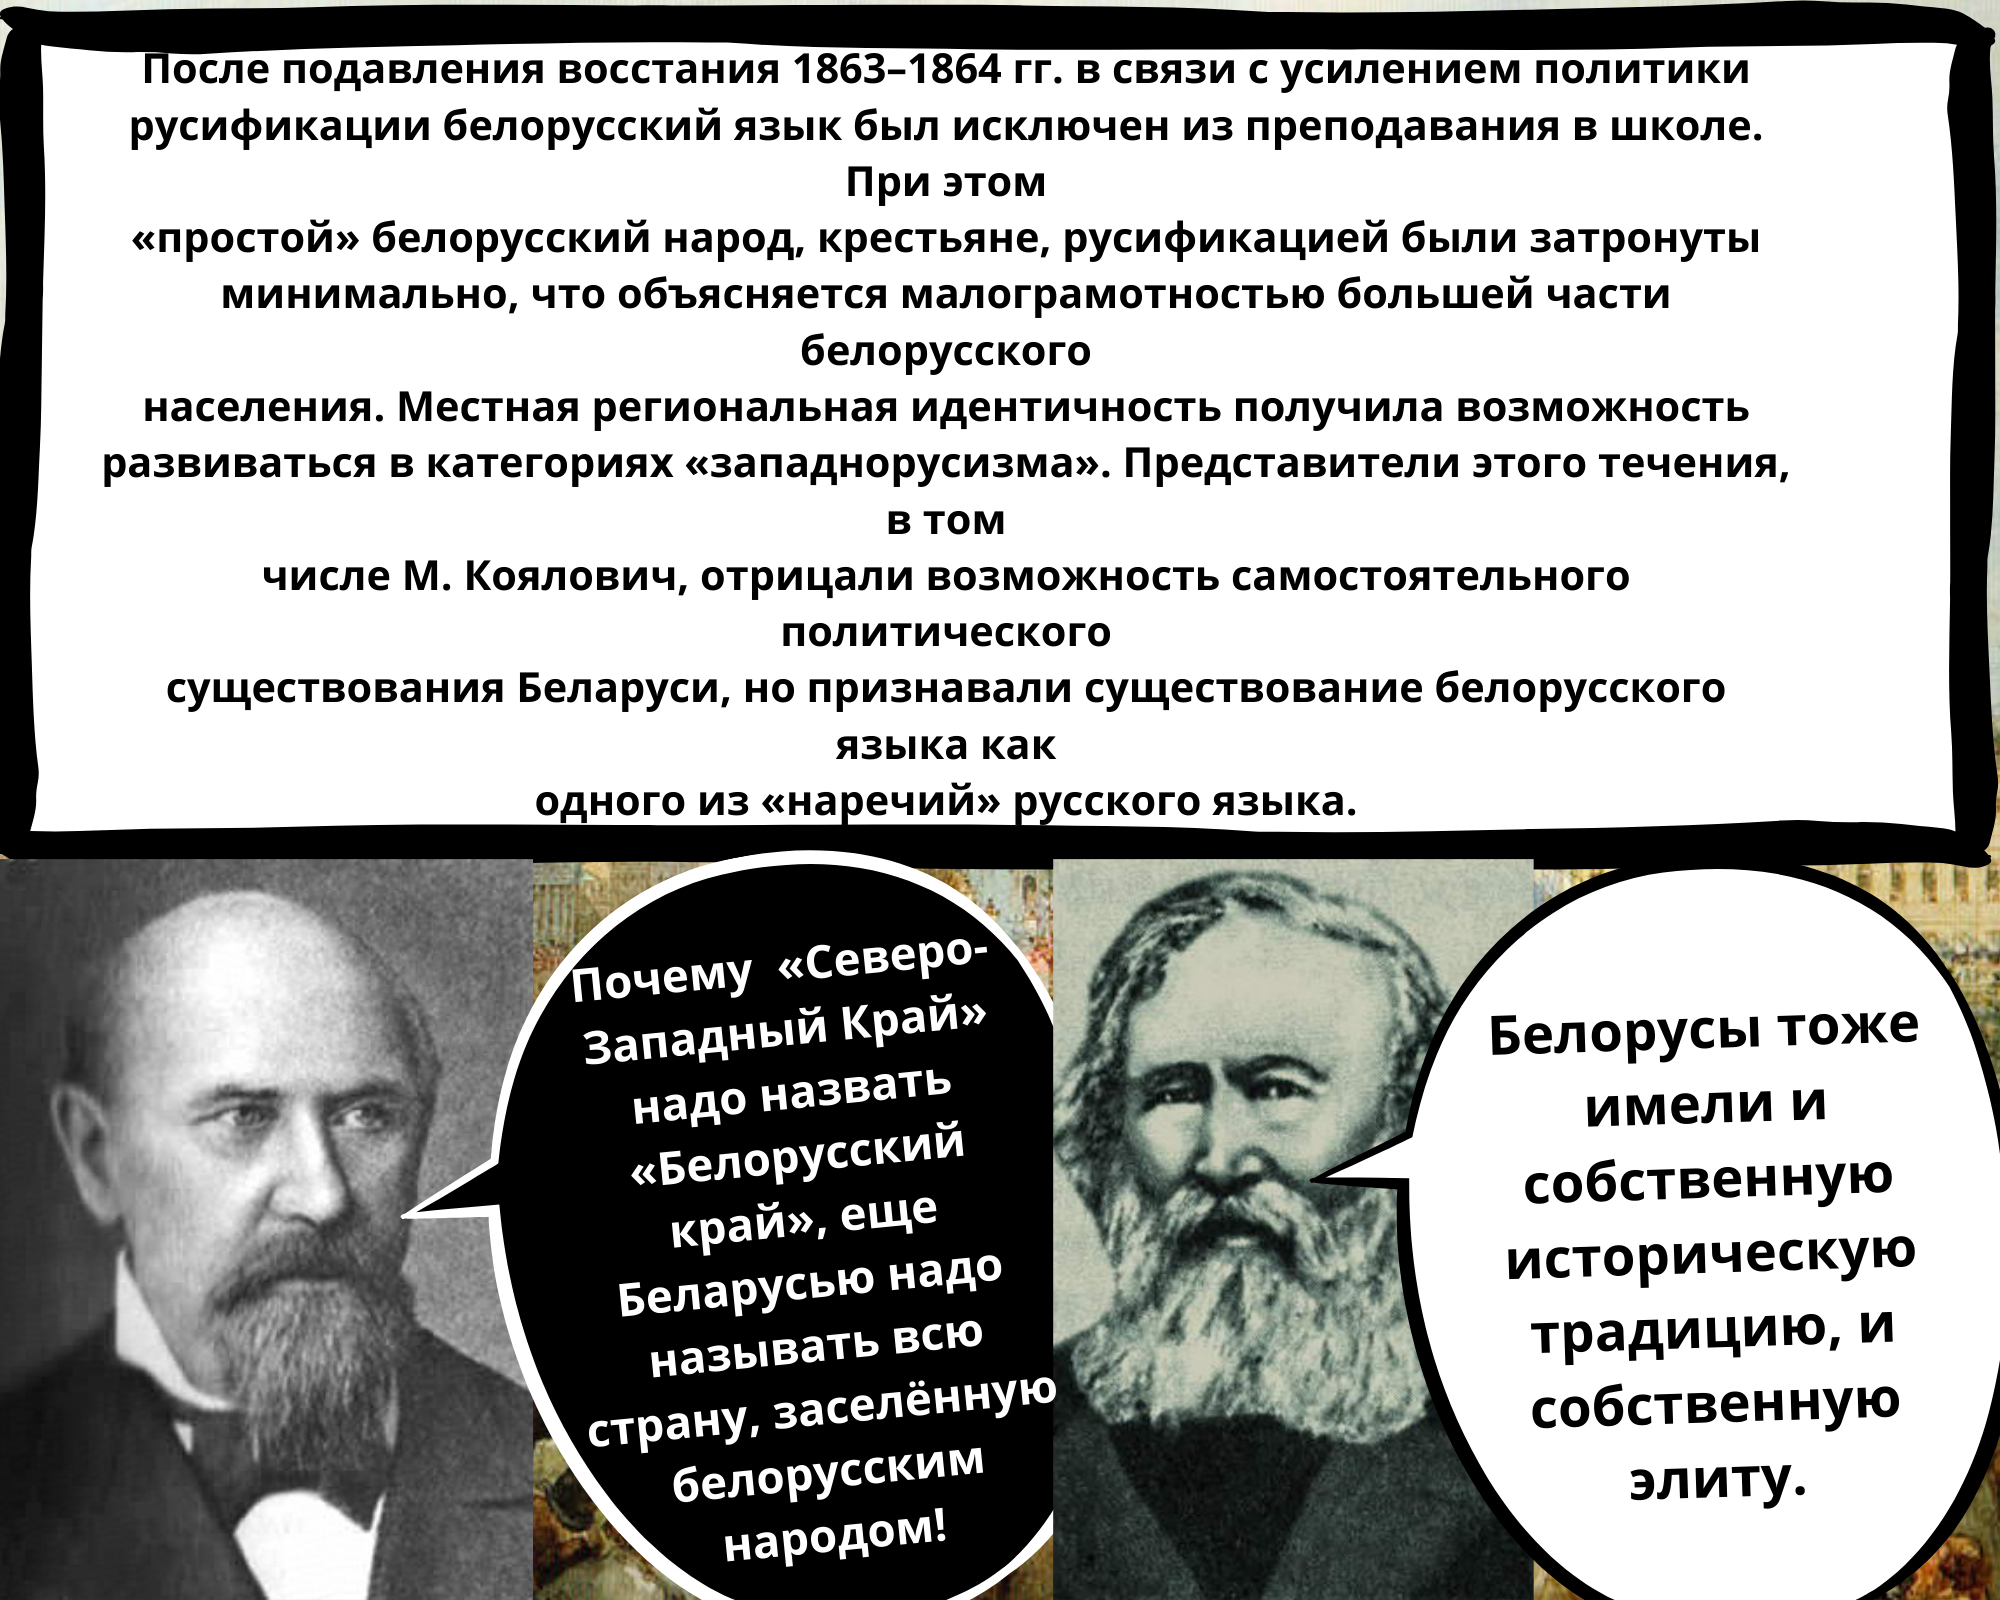 После подавления восстания 1863–1864 гг. в связи с усилением политики
русификации белорусский язык был исключен из преподавания в школе.
При этом
«простой» белорусский народ, крестьяне, русификацией были затронуты
минимально, что объясняется малограмотностью большей части
белорусского
населения. Местная региональная идентичность получила возможность
развиваться в категориях «западнорусизма». Представители этого течения,
в том
числе М. Коялович, отрицали возможность самостоятельного
политического
существования Беларуси, но признавали существование белорусского
языка как
одного из «наречий» русского языка.
Почему «Северо-
Западный Край»
надо назвать
«Белорусский
край», еще
Беларусью надо
называть всю
страну, заселённую
белорусским
народом!
Белорусы тоже
имели и
собственную
историческую
традицию, и
собственную
элиту.